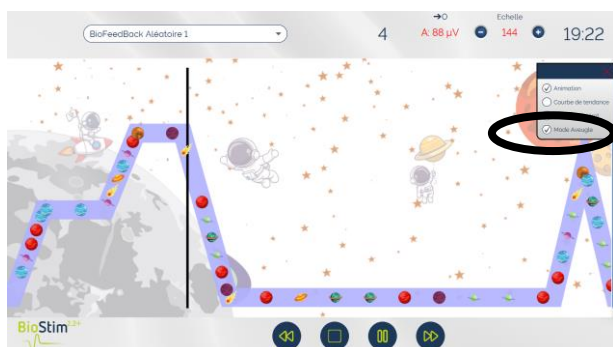 BioFeedBack Aléatoire 1
4
→O
A: 88 µV
Echelle
144
19:22
Animation
Courbe de tendance
Mode Aveugle
BioStim